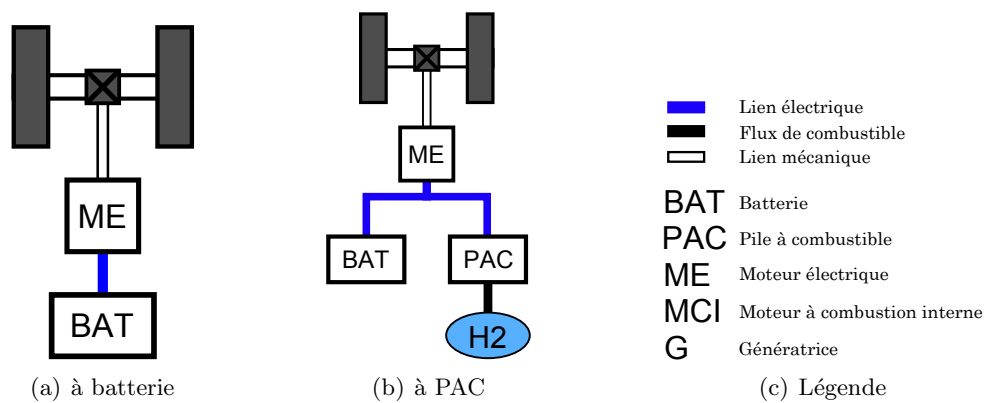 ME
BAT
(a) à batterie
ME
BAT
PAC
H2
(b) à PAC
Lien électrique
Flux de combustible
Lien mécanique
BAT Batterie
PAC Pile à combustible
ME Moteur électrique
MCI Moteur à combustion interne
G Génératrice
(c) Légende